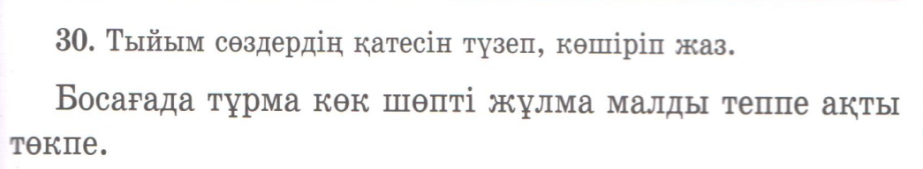 30. Тыйым сөздердің қатесін түзеп, көшіріп жаз.
Босағада тұрма көк шөпті жұлма малды теппе ақты
төкпе.